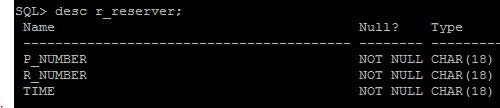 SQL> desc r_reserver;
Name Null? Type
----------------------------------------- -------- ---------
P_NUMBER NOT NULL CHAR(18)
R_NUMBER NOT NULL CHAR(18)
TIME NOT NULL CHAR(18)